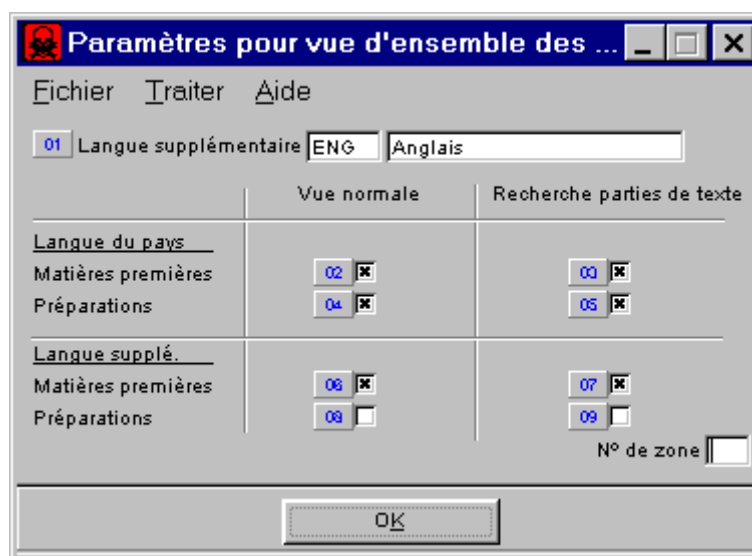 Paramètres pour vue d'ensemble des ...
Fichier Traiter Aide
01 Langue supplémentaire ENG Anglais
Vue normale Recherche parties de texte
Langue du pays
Matières premières 02 03
Préparations 04 05
Langue supplé.
Matières premières 06 07
Préparations 08 09
Nº de zone
OK